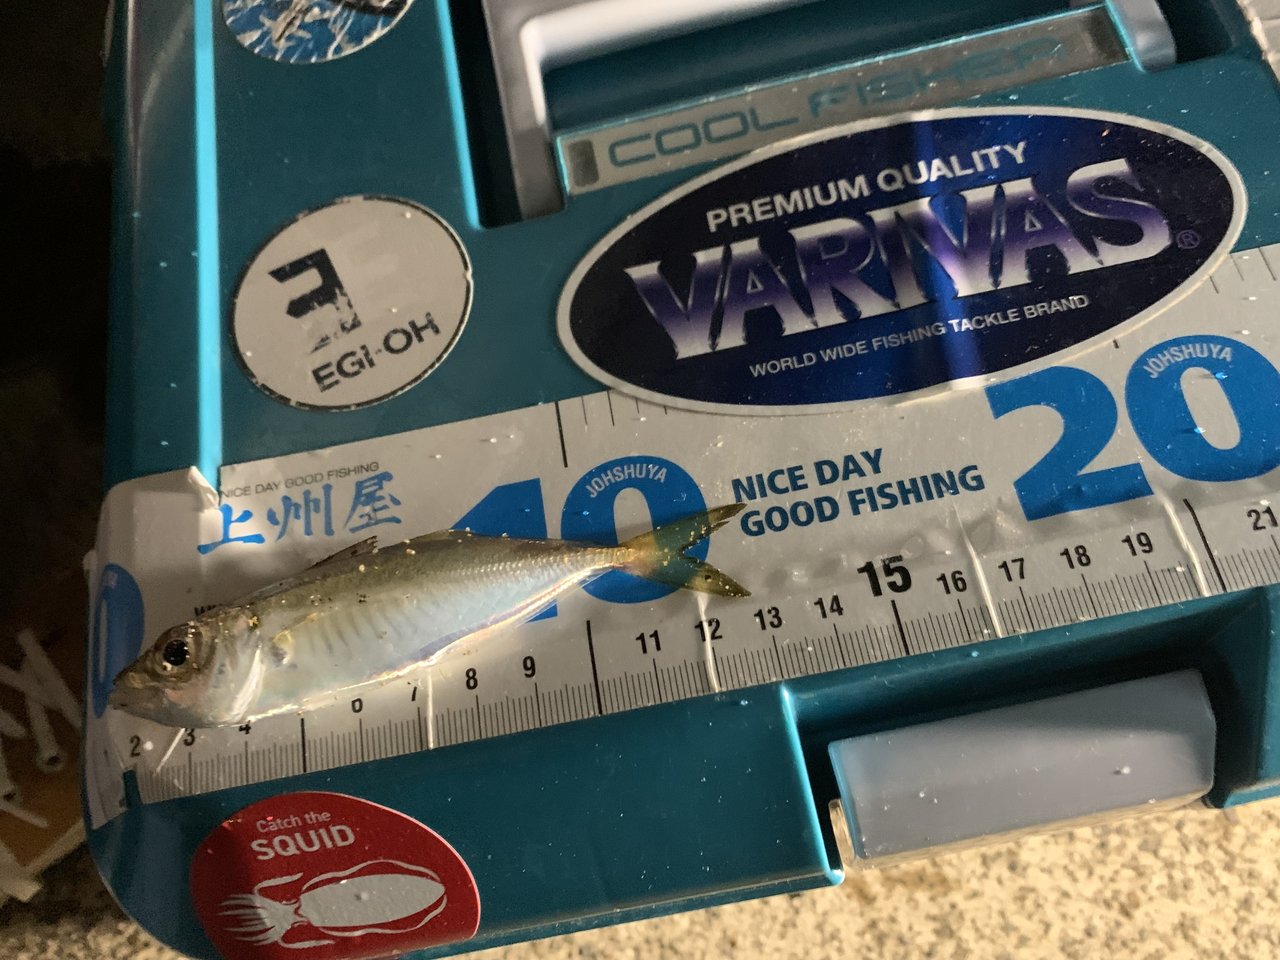 COOL FISHER
PREMIUM QUALITY
VARIVAS®
WORLD WIDE FISHING TACKLE BRAND
EGI-OH
NICE DAY GOOD FISHING
上州屋
10
JOHSHUYA
NICE DAY
GOOD FISHING
20
JOHSHUYA
2 3 4 6 7 8 9 11 12 13 14 15 16 17 18 19 21
Catch the
SQUID